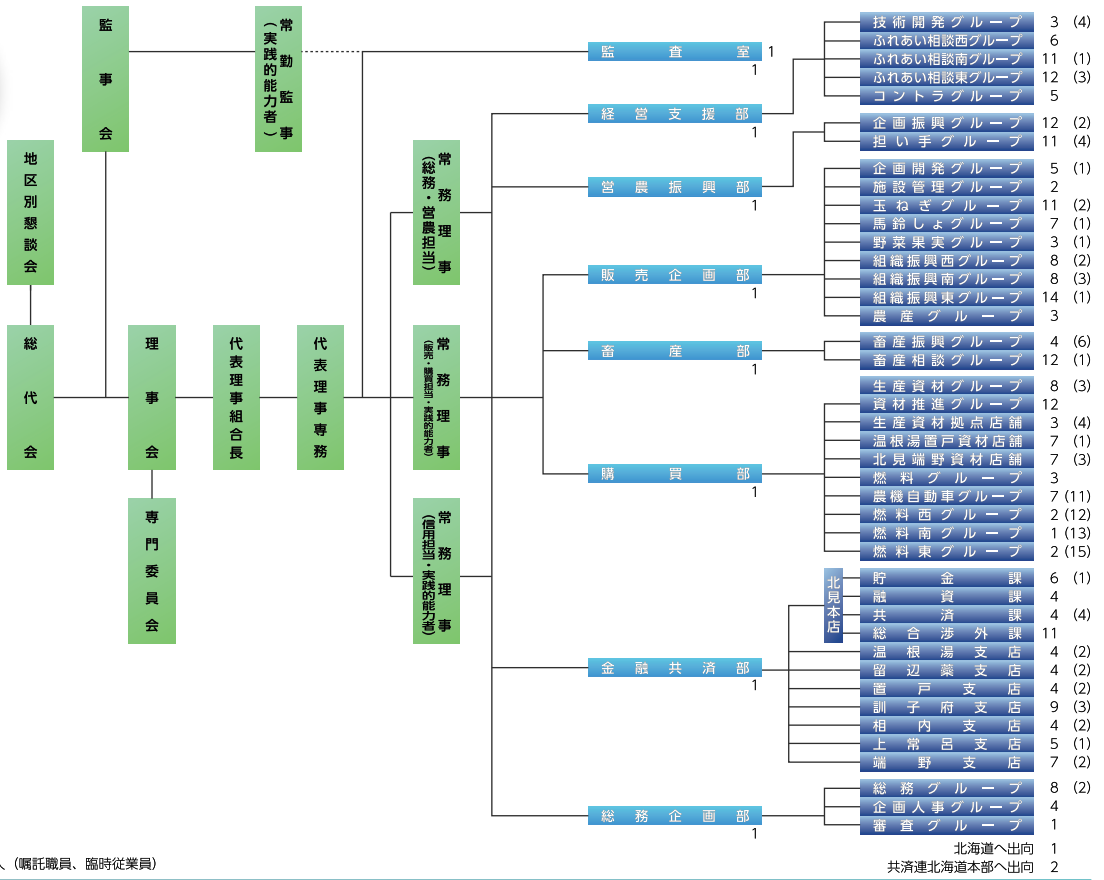 監事会
常勤監事
(実践的能力者)
地区別懇談会
総代会
理事会
代表理事組合長
代表理事専務
専門委員会
常務理事
(総務・営農担当)
常務理事
(販売・購買担当・実践的能力者)
常務理事
(信用担当・実践的能力者)
監査室 1
1
経営支援部
1
技術開発グループ 3 (4)
ふれあい相談西グループ 6
ふれあい相談南グループ 11 (1)
ふれあい相談東グループ 12 (3)
コントラグループ 5
営農振興部
1
企画振興グループ 12 (2)
担い手グループ 11 (4)
販売企画部
1
企画開発グループ 5 (1)
施設管理グループ 2
玉ねぎグループ 11 (2)
馬鈴しょグループ 7 (1)
野菜果実グループ 3 (1)
組織振興西グループ 8 (2)
組織振興南グループ 8 (3)
組織振興東グループ 14 (1)
農産グループ 3
畜産部
1
畜産振興グループ 4 (6)
畜産相談グループ 12 (1)
購買部
1
生産資材グループ 8 (3)
資材推進グループ 12
生産資材拠点店舗 3 (4)
温根湯置戸資材店舗 7 (1)
北見端野資材店舗 7 (3)
燃料グループ 3
農機自動車グループ 7 (11)
燃料西グループ 2 (12)
燃料南グループ 1 (13)
燃料東グループ 2 (15)
金融共済部
1
北見本店
貯金課 6 (1)
融資課 4
共済課 4 (4)
総合渉外課 11
温根湯支店 4 (2)
留辺蘂支店 4 (2)
置戸支店 4 (2)
訓子府支店 9 (3)
相内支店 4 (2)
上常呂支店 5 (1)
端野支店 7 (2)
総務企画部
1
総務グループ 8 (2)
企画人事グループ 4
審査グループ 1
北海道へ出向 1
共済連北海道本部へ出向 2
(嘱託職員、臨時従業員)